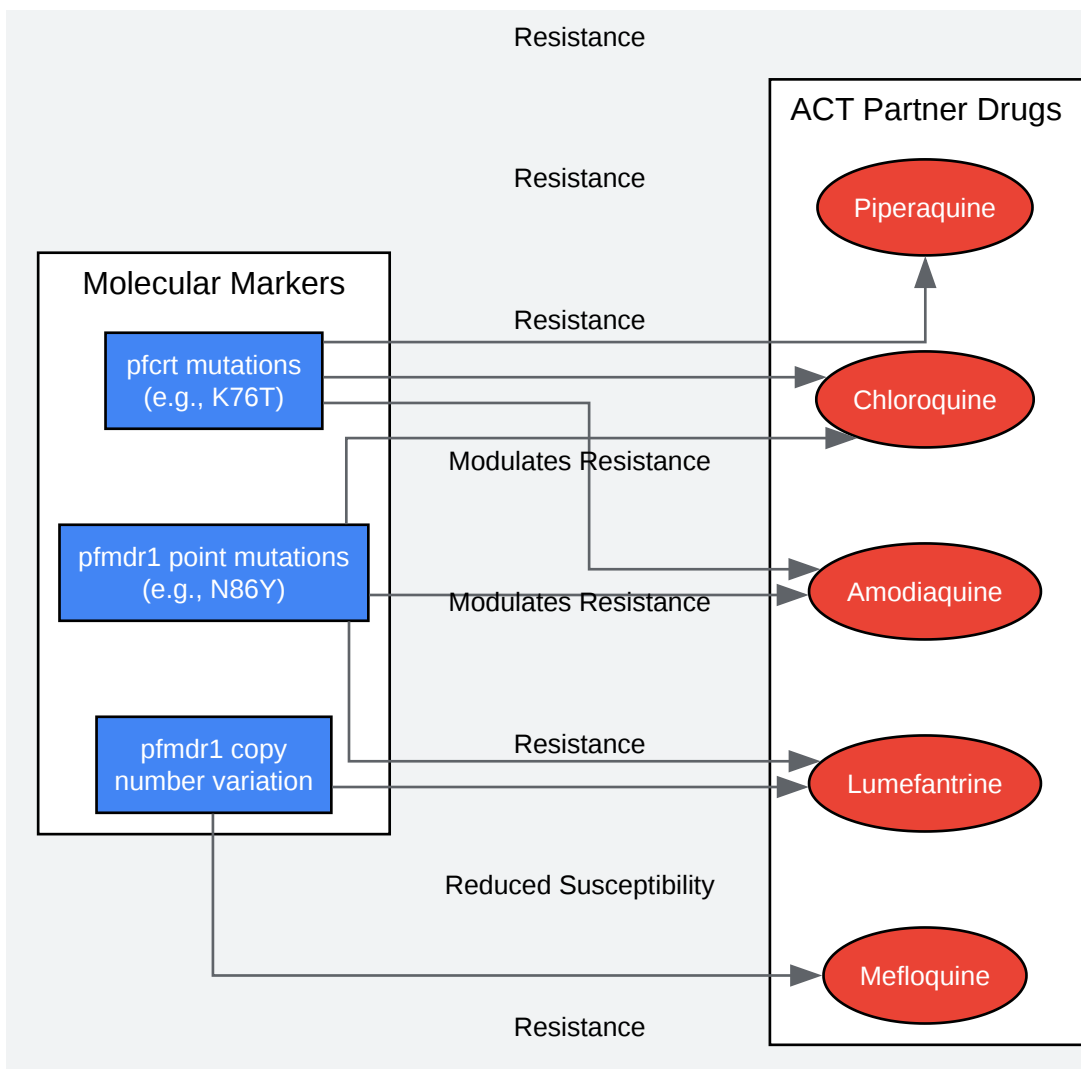 Resistance
ACT Partner Drugs
Resistance
Piperaquine
Molecular Markers
Resistance
pfcrt mutations
(e.g., K76T)
Chloroquine
Modulates Resistance
pfmdr1 point mutations
(e.g., N86Y)
Amodiaquine
Modulates Resistance
Resistance
pfmdr1 copy
number variation
Lumefantrine
Reduced Susceptibility
Mefloquine
Resistance